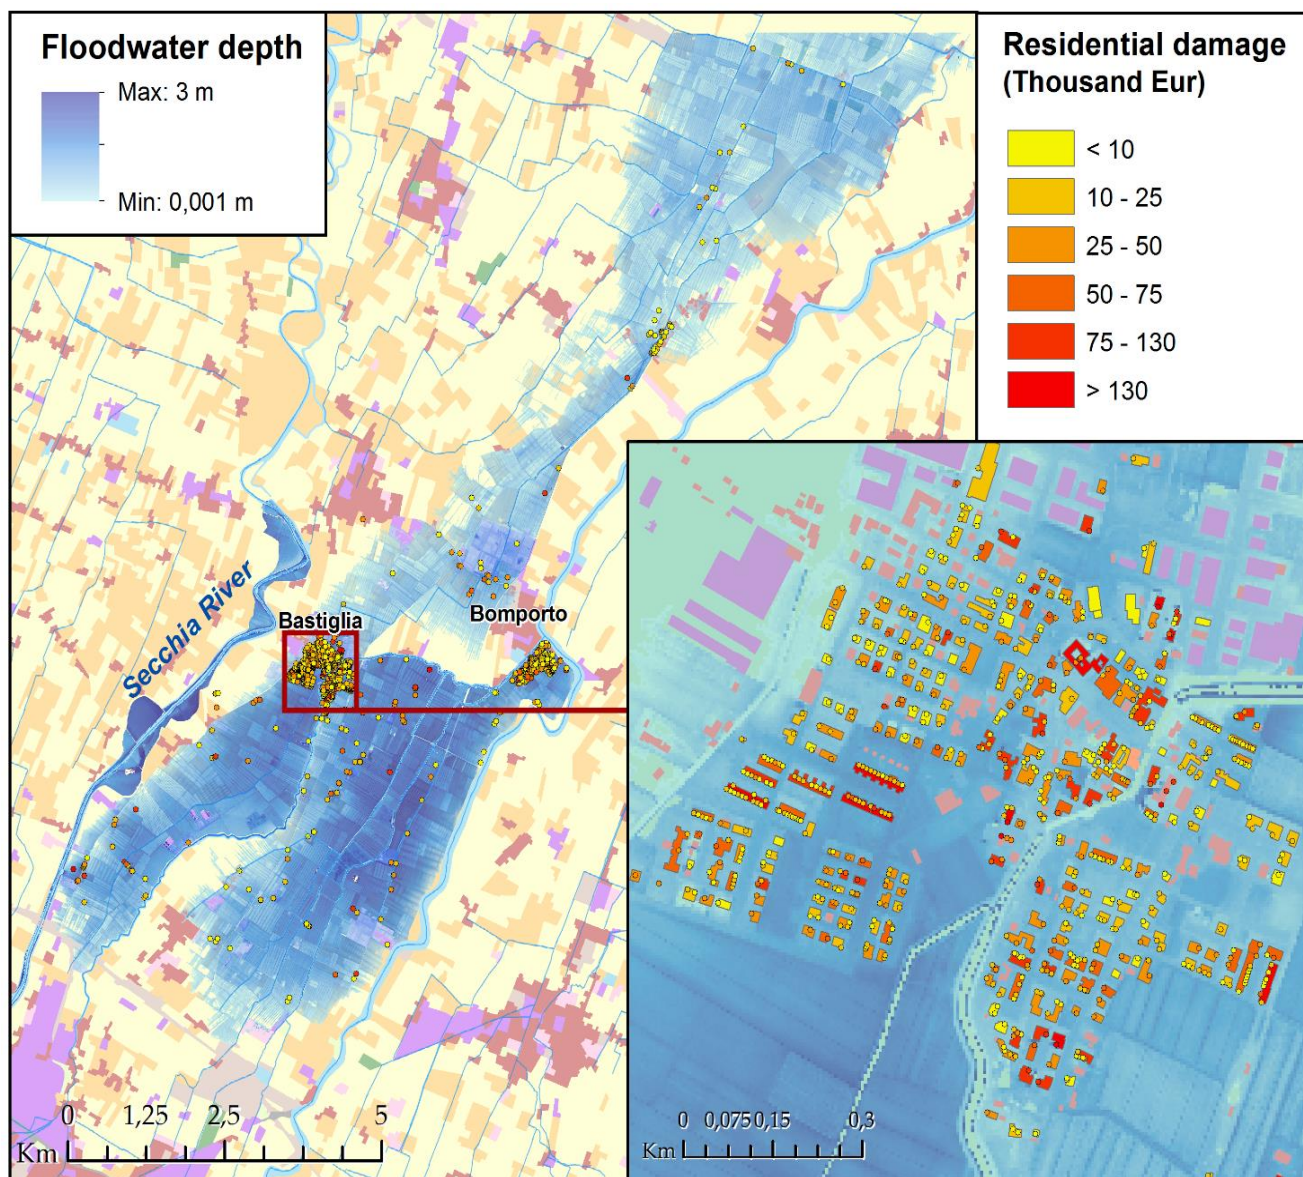 Floodwater depth
Max: 3 m
Min: 0,001 m
Residential damage
(Thousand Eur)
< 10
10 - 25
25 - 50
50 - 75
75 - 130
> 130
Secchia River
Bastiglia
Bomporto
0 1,25 2,5 5
Km
0 0,075 0,15 0,3
Km